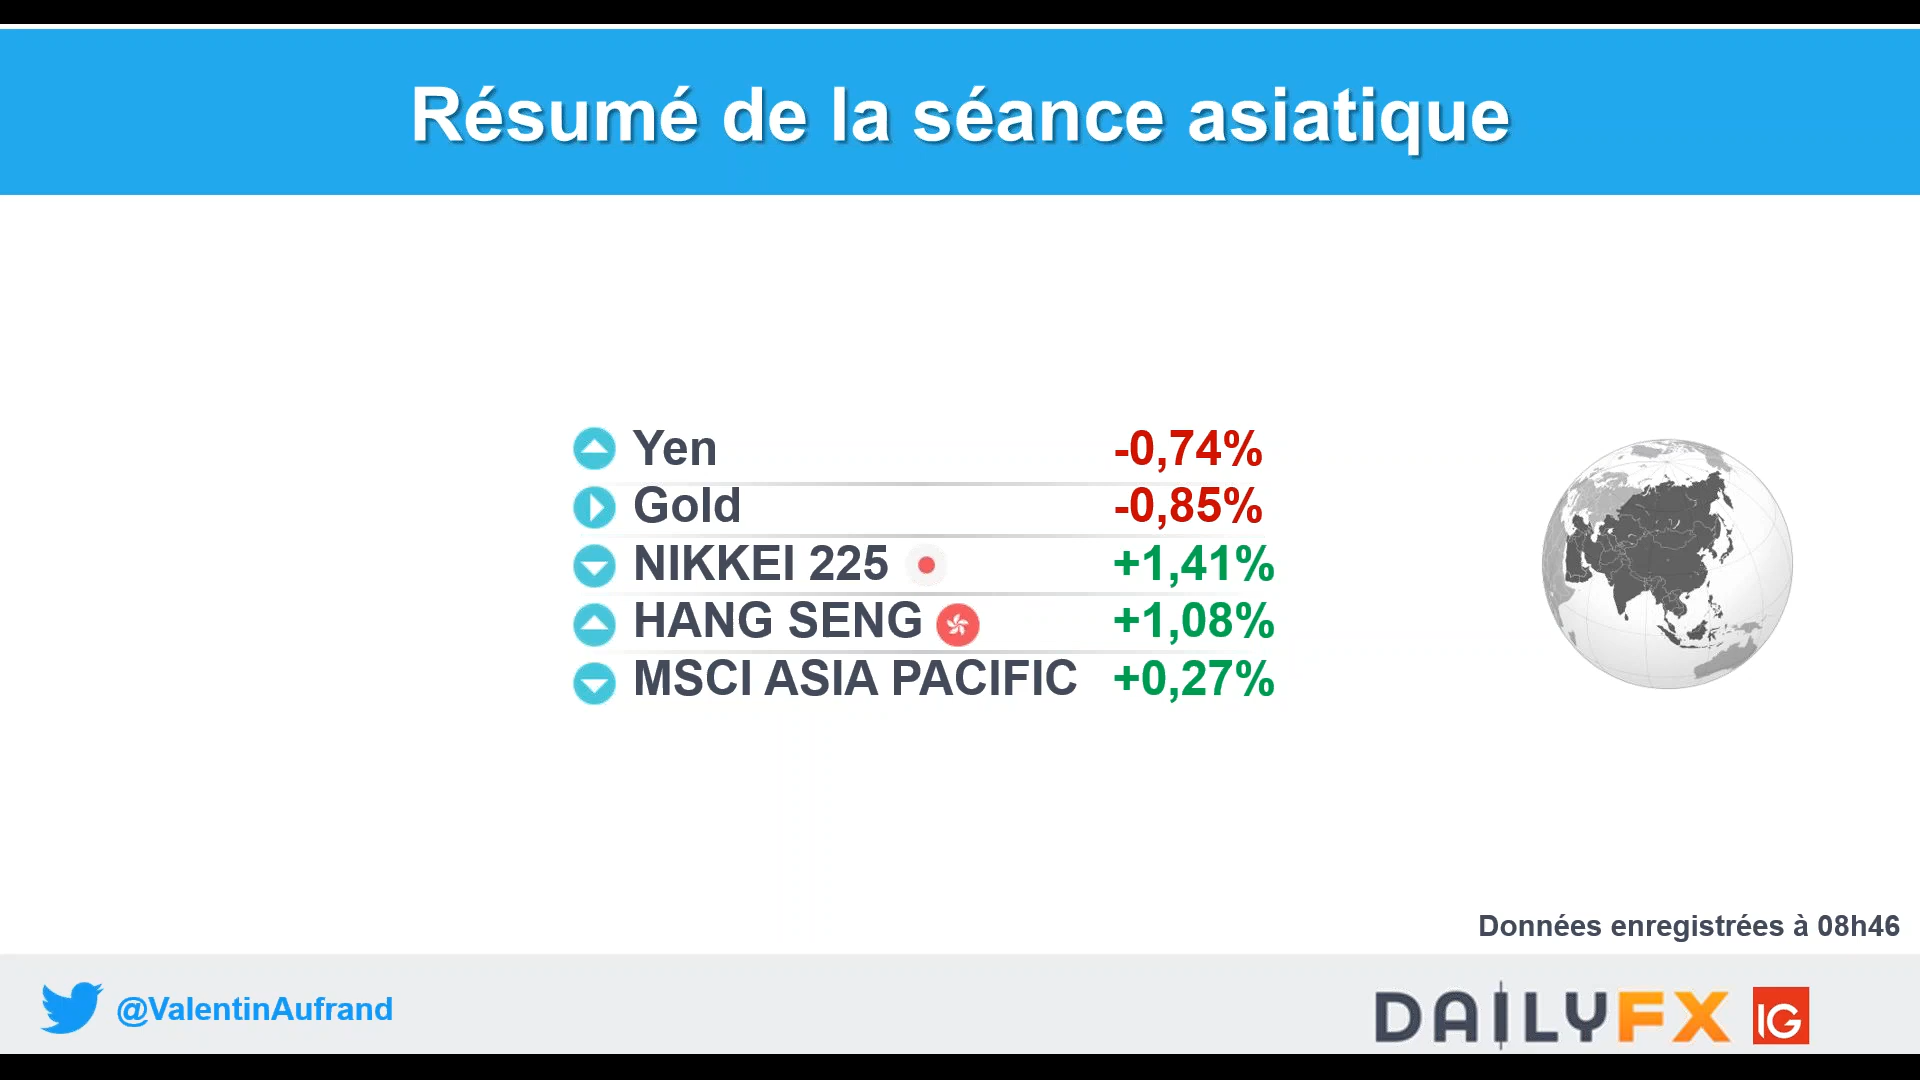 Résumé de la séance asiatique
Yen -0,74%
Gold -0,85%
NIKKEI 225 +1,41%
HANG SENG +1,08%
MSCI ASIA PACIFIC +0,27%
Données enregistrées à 08h46
@ValentinAufrand
DAILYFX IG